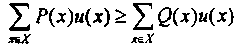 ∑_{x∈X} P(x)u(x) ≥ ∑_{x∈X} Q(x)u(x)